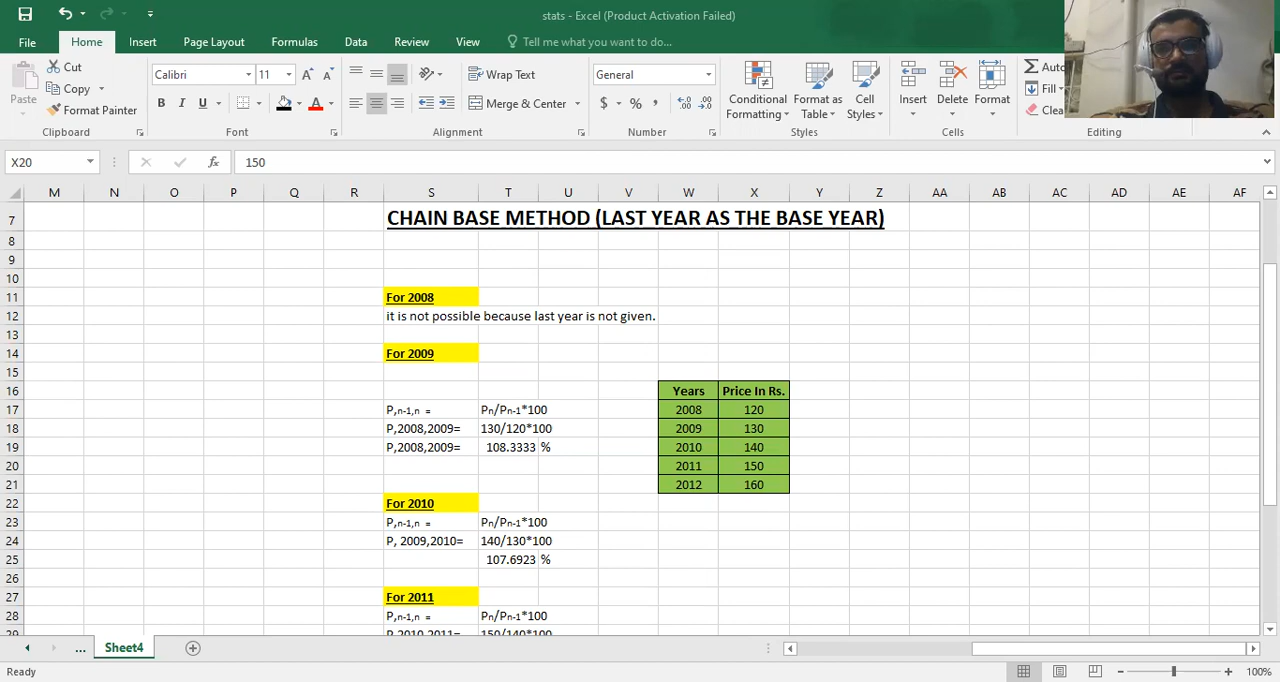 stats - Excel (Product Activation Failed)
File Home Insert Page Layout Formulas Data Review View Tell me what you want to do...
Paste Cut Copy Format Painter Clipboard
Calibri 11 A A B I U A Font
Wrap Text Merge & Center Alignment
General $ % , Number
Conditional Formatting Format as Table Cell Styles Styles
Insert Delete Format Cells
Σ Auto Fill Clea Editing
X20 fx 150
M N O P Q R S T U V W X Y Z AA AB AC AD AE AF
7 CHAIN BASE METHOD (LAST YEAR AS THE BASE YEAR)
8
9
10
11 For 2008
12 it is not possible because last year is not given.
13
14 For 2009
15
16 Years Price In Rs.
17 P,n-1,n = Pn/Pn-1*100 2008 120
18 P,2008,2009= 130/120*100 2009 130
19 P,2008,2009= 108.3333 % 2010 140
20 2011 150
21 2012 160
22 For 2010
23 P,n-1,n = Pn/Pn-1*100
24 P, 2009,2010= 140/130*100
25 107.6923 %
26
27 For 2011
28 P,n-1,n = Pn/Pn-1*100
29 P,2010,2011= 150/140*100
... Sheet4
Ready 100%